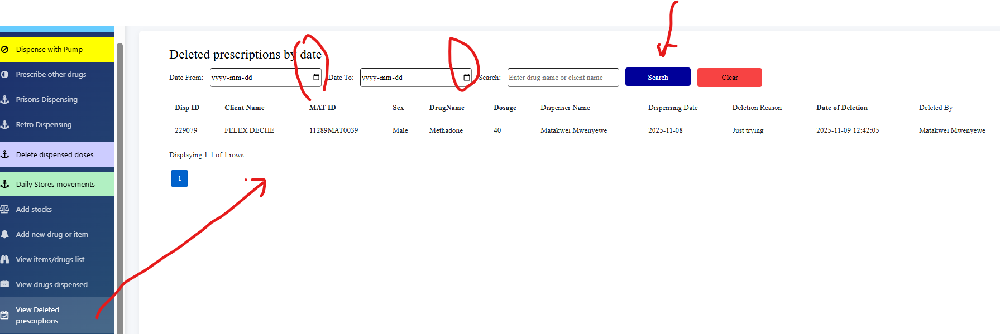 Dispense with Pump
Prescribe other drugs
Prisons Dispensing
Retro Dispensing
Delete dispensed doses
Daily Stores movements
Add stocks
Add new drug or item
View items/drugs list
View drugs dispensed
View Deleted
prescriptions
Deleted prescriptions by date
Date From: yyyy-mm-dd Date To: yyyy-mm-dd Search: Enter drug name or client name Search Clear
Disp ID Client Name MAT ID Sex DrugName Dosage Dispenser Name Dispensing Date Deletion Reason Date of Deletion Deleted By
229079 FELEX DECHE 11289MAT0039 Male Methadone 40 Matakwei Mwenyewe 2025-11-08 Just trying 2025-11-09 12:42:05 Matakwei Mwenyewe
Displaying 1-1 of 1 rows
1